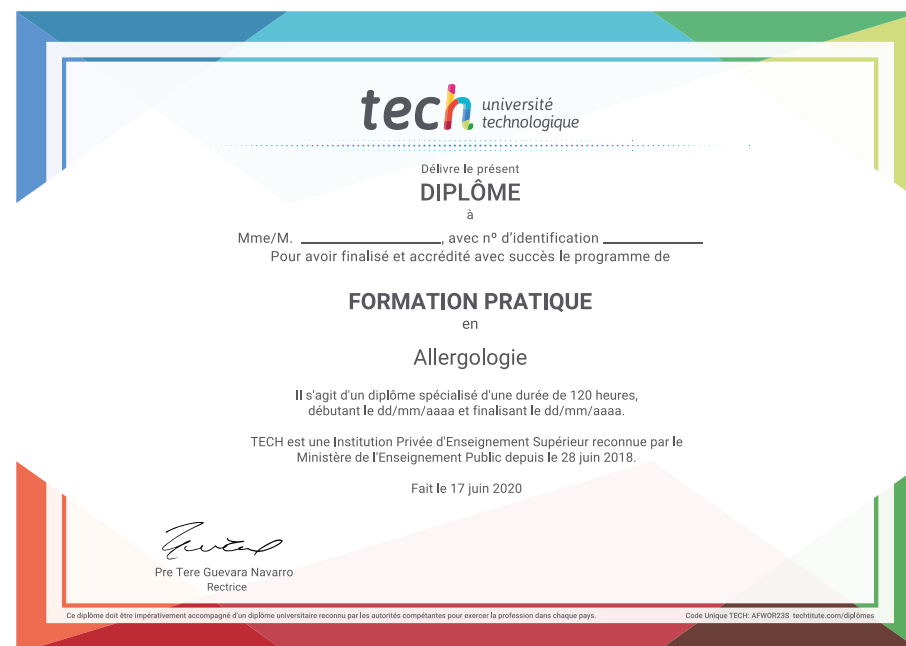 tech université
technologique
Délivre le présent
DIPLÔME
à
Mme/M. ____________________, avec nº d'identification ______________
Pour avoir finalisé et accrédité avec succès le programme de
FORMATION PRATIQUE
en
Allergologie
Il s'agit d'un diplôme spécialisé d'une durée de 120 heures,
débutant le dd/mm/aaaa et finalisant le dd/mm/aaaa.
TECH est une Institution Privée d'Enseignement Supérieur reconnue par le
Ministère de l'Enseignement Public depuis le 28 juin 2018.
Fait le 17 juin 2020
Pre Tere Guevara Navarro
Rectrice
Ce diplôme doit être impérativement accompagné d'un diplôme universitaire reconnu par les autorités compétantes pour exercer la profession dans chaque pays.
Code Unique TECH: AFWOR23S techtitute.com/diplômes